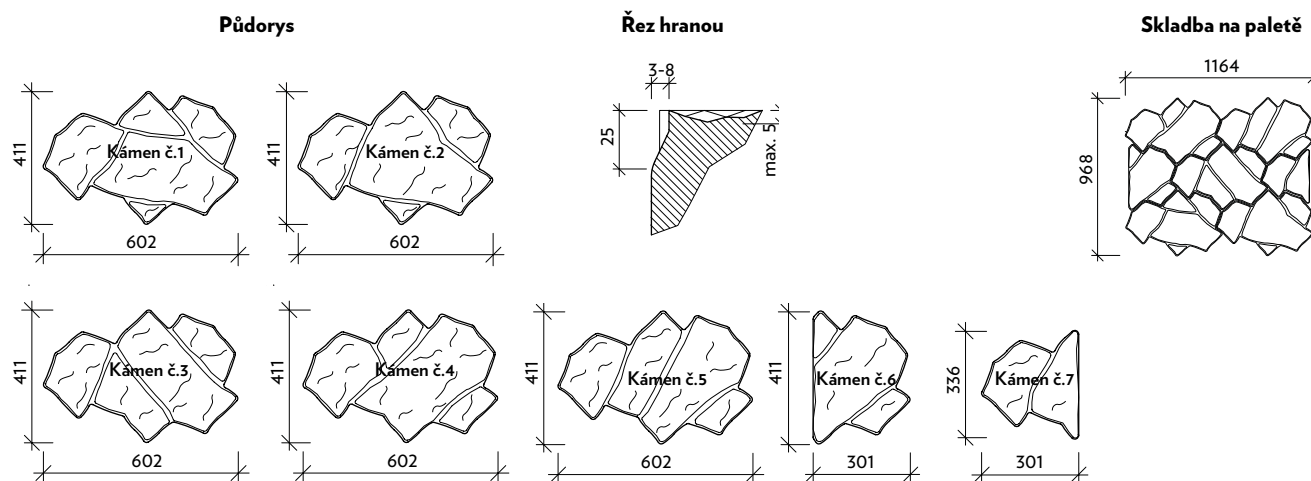 Půdorys
Řez hranou
Skladba na paletě
411
Kámen č.1
602
411
Kámen č.2
602
3-8
25
max. 5
1164
968
411
Kámen č.3
602
411
Kámen č.4
602
411
Kámen č.5
602
411
Kámen č.6
301
336
Kámen č.7
301